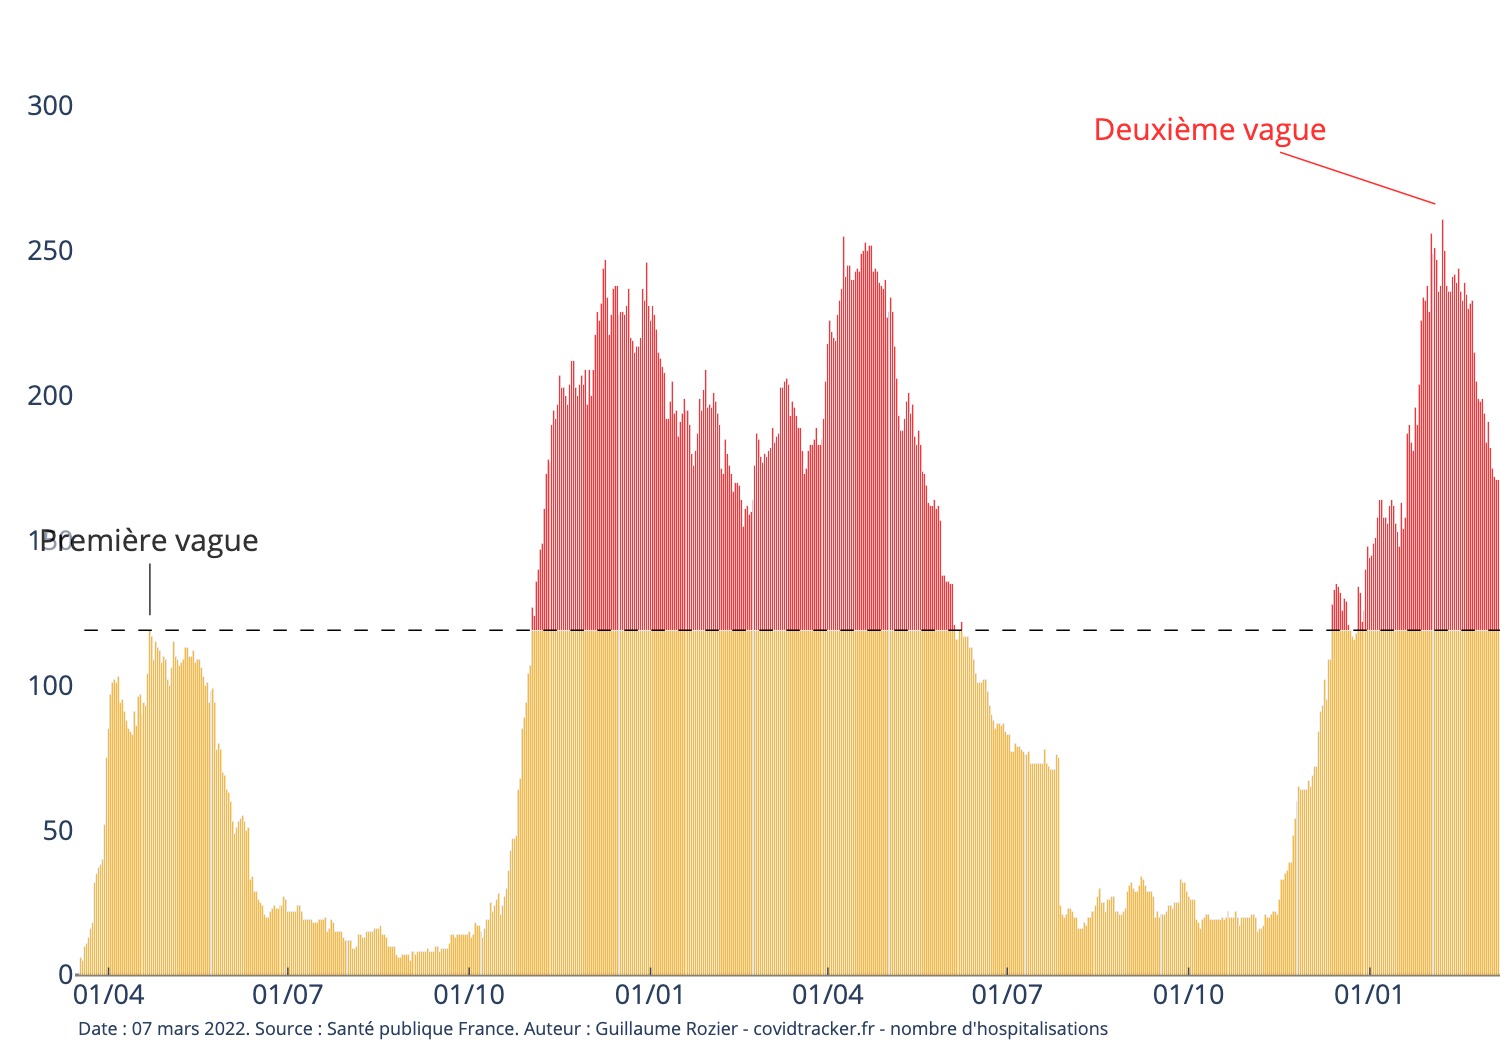 300
Deuxième vague
250
200
150
Première vague
100
50
0
01/04 01/07 01/10 01/01 01/04 01/07 01/10 01/01
Date : 07 mars 2022. Source : Santé publique France. Auteur : Guillaume Rozier - covidtracker.fr - nombre d'hospitalisations